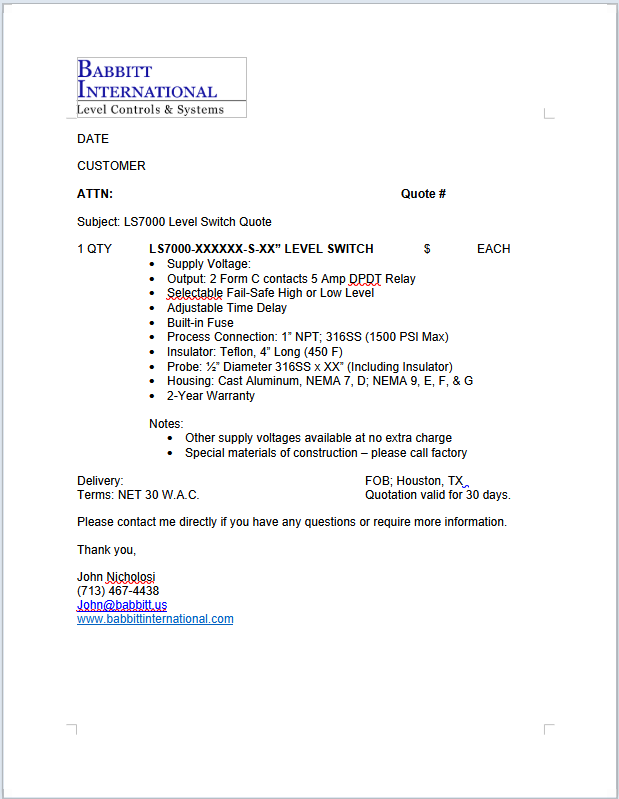 BABBITT
INTERNATIONAL
Level Controls & Systems
DATE
CUSTOMER
ATTN: Quote #
Subject: LS7000 Level Switch Quote
1 QTY LS7000-XXXXXX-S-XX” LEVEL SWITCH $ EACH
• Supply Voltage:
• Output: 2 Form C contacts 5 Amp DPDT Relay
• Selectable Fail-Safe High or Low Level
• Adjustable Time Delay
• Built-in Fuse
• Process Connection: 1” NPT; 316SS (1500 PSI Max)
• Insulator: Teflon, 4” Long (450 F)
• Probe: ½” Diameter 316SS x XX” (Including Insulator)
• Housing: Cast Aluminum, NEMA 7, D; NEMA 9, E, F, & G
• 2-Year Warranty
Notes:
• Other supply voltages available at no extra charge
• Special materials of construction – please call factory
Delivery: FOB; Houston, TX
Terms: NET 30 W.A.C. Quotation valid for 30 days.
Please contact me directly if you have any questions or require more information.
Thank you,
John Nicholosi
(713) 467-4438
John@babbitt.us
www.babbittinternational.com